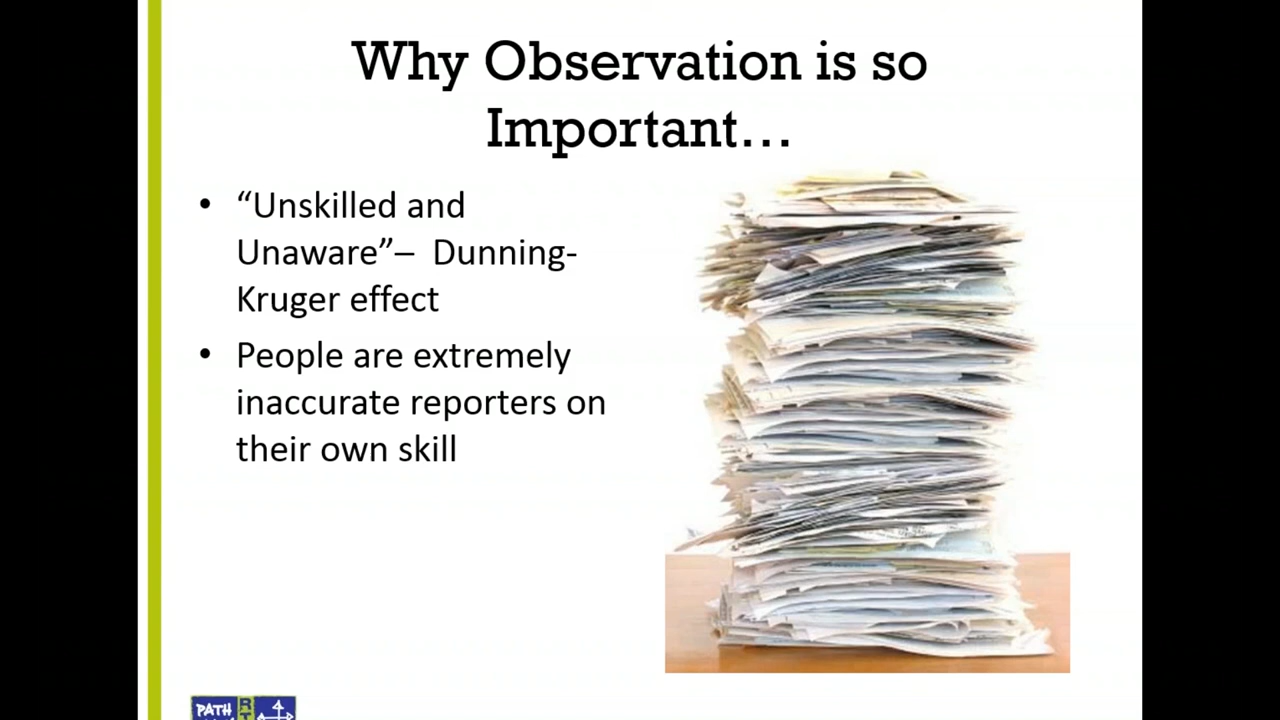 Why Observation is so
Important…
• “Unskilled and
Unaware”– Dunning-
Kruger effect
• People are extremely
inaccurate reporters on
their own skill
PATH